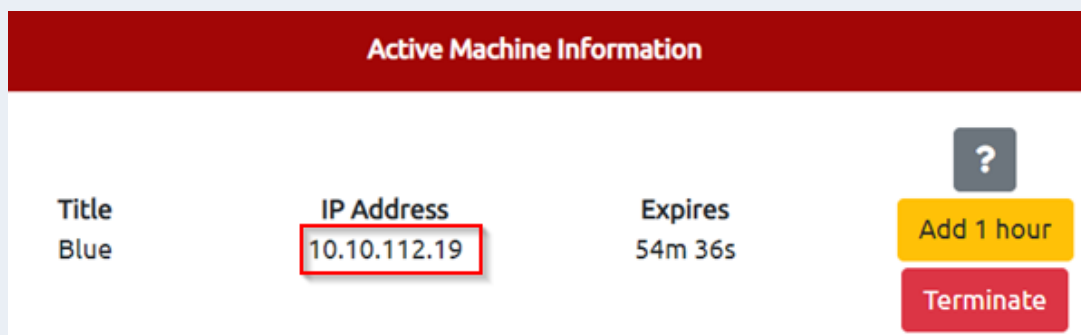 Active Machine Information
?
Title IP Address Expires
Add 1 hour
Blue 10.10.112.19 54m 36s
Terminate